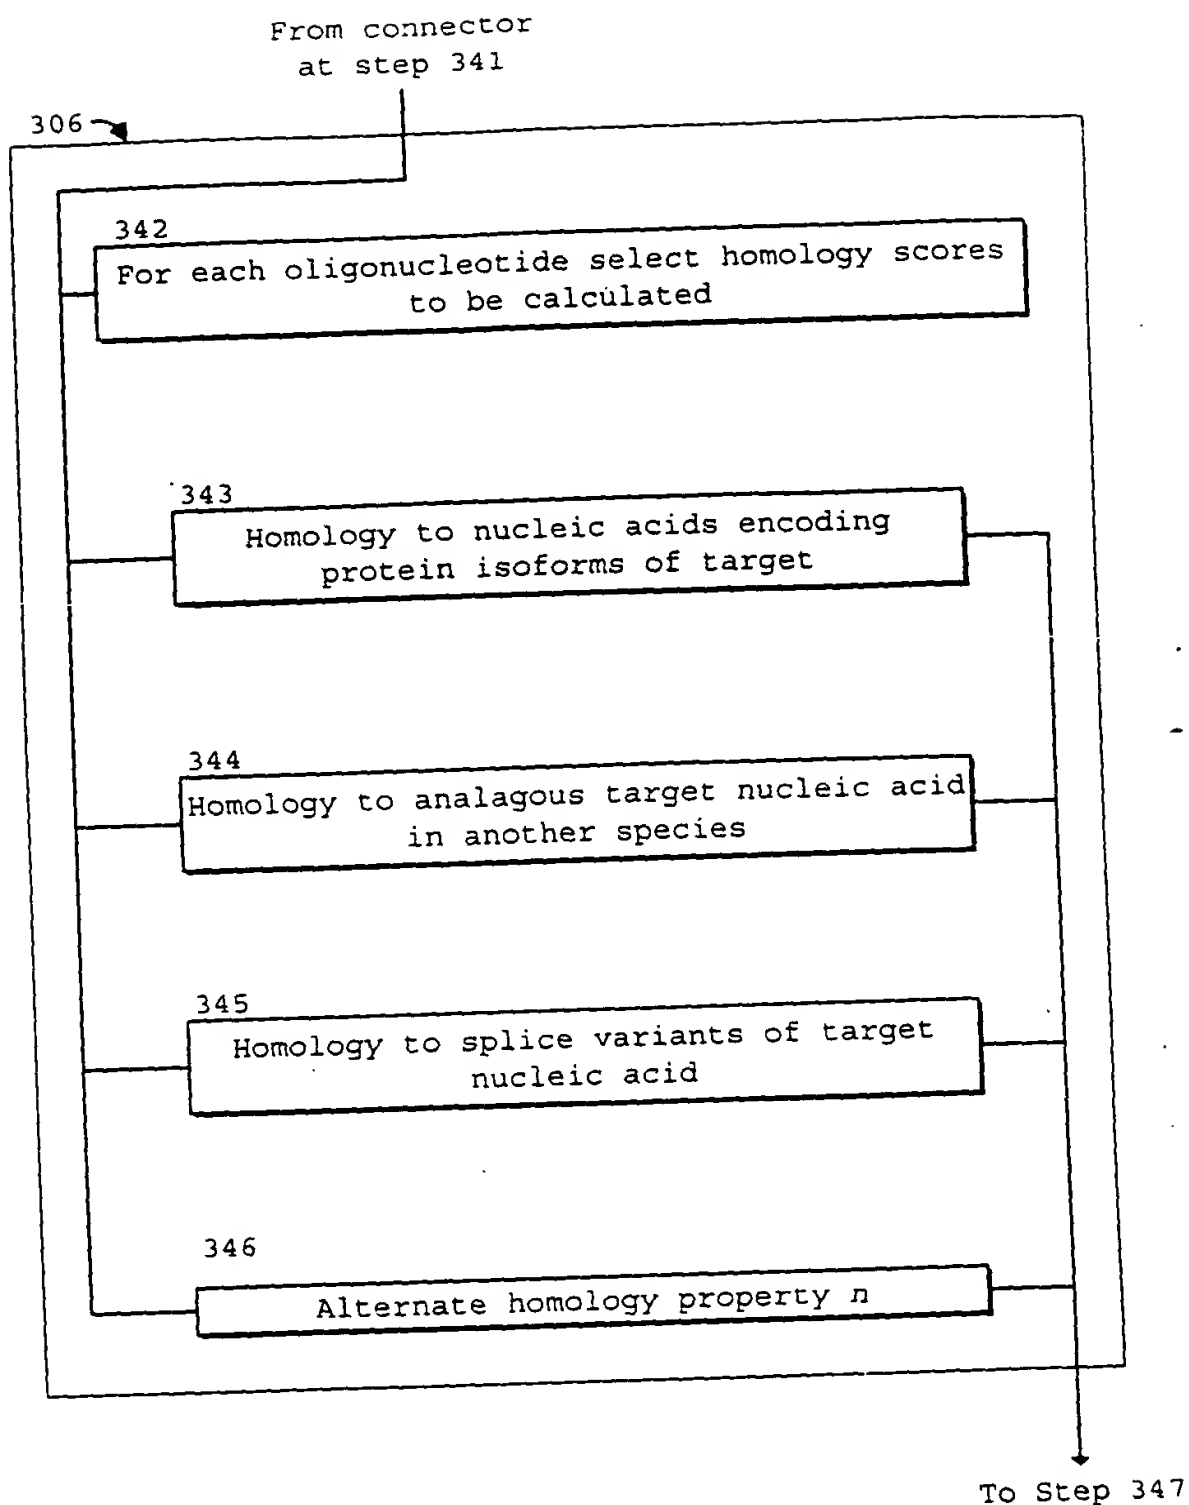 From connector
at step 341
306
342
For each oligonucleotide select homology scores
to be calculated
343
Homology to nucleic acids encoding
protein isoforms of target
344
Homology to analagous target nucleic acid
in another species
345
Homology to splice variants of target
nucleic acid
346
Alternate homology property n
To Step 347